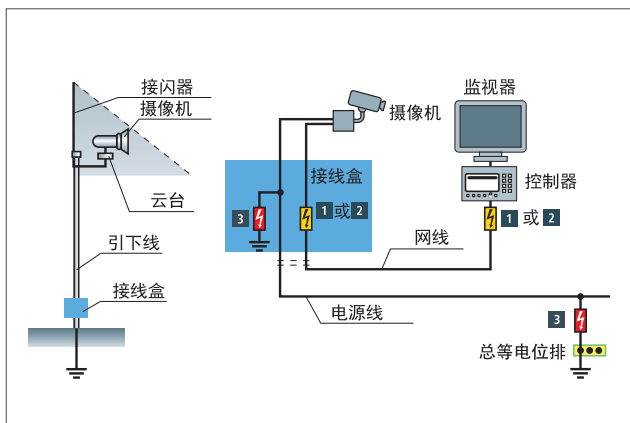 接闪器
摄像机
云台
引下线
接线盒
摄像机
监视器
接线盒
控制器
3
1 或 2
1 或 2
网线
电源线
3
总等电位排